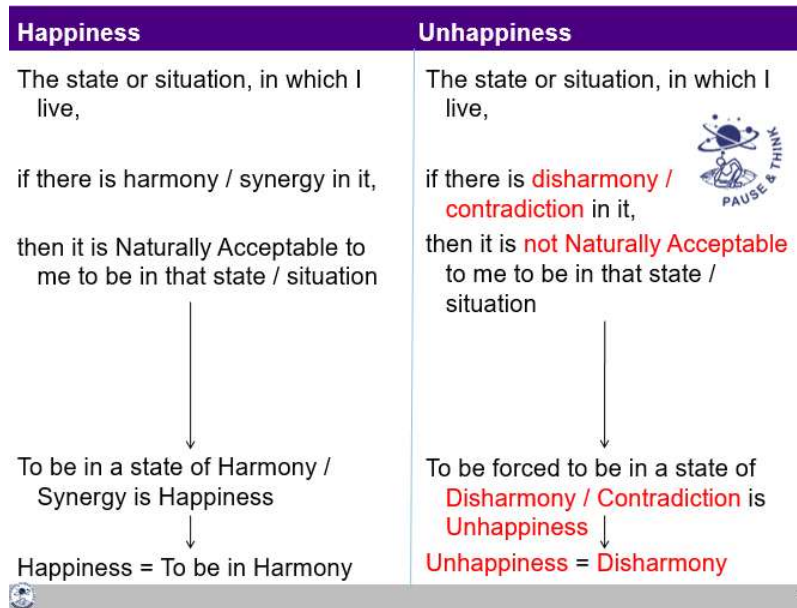 Happiness
The state or situation, in which I
live,
if there is harmony / synergy in it,
then it is Naturally Acceptable to
me to be in that state / situation
To be in a state of Harmony /
Synergy is Happiness
Happiness = To be in Harmony
Unhappiness
The state or situation, in which I
live,
if there is disharmony /
contradiction in it,
then it is not Naturally Acceptable
to me to be in that state /
situation
To be forced to be in a state of
Disharmony / Contradiction is
Unhappiness
Unhappiness = Disharmony
PAUSE & THINK